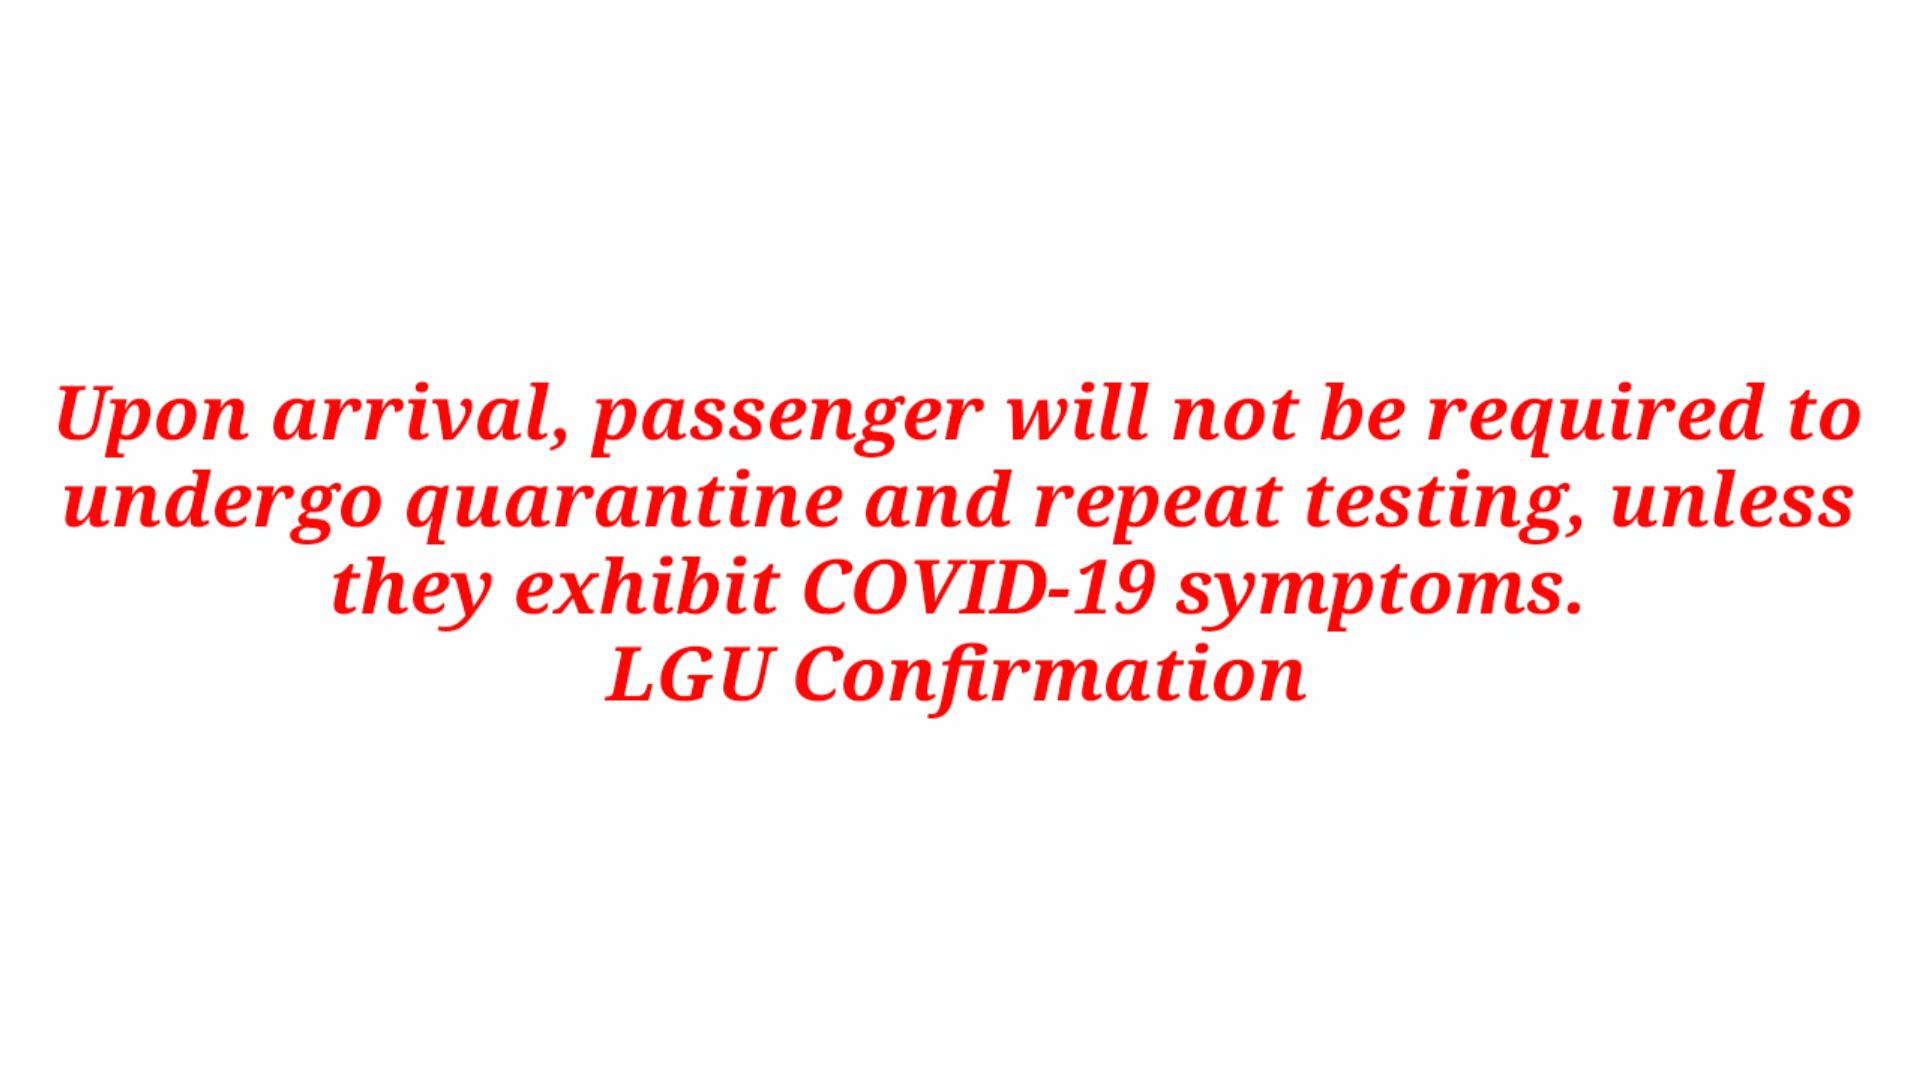 Upon arrival, passenger will not be required to
undergo quarantine and repeat testing, unless
they exhibit COVID-19 symptoms.
LGU Confirmation